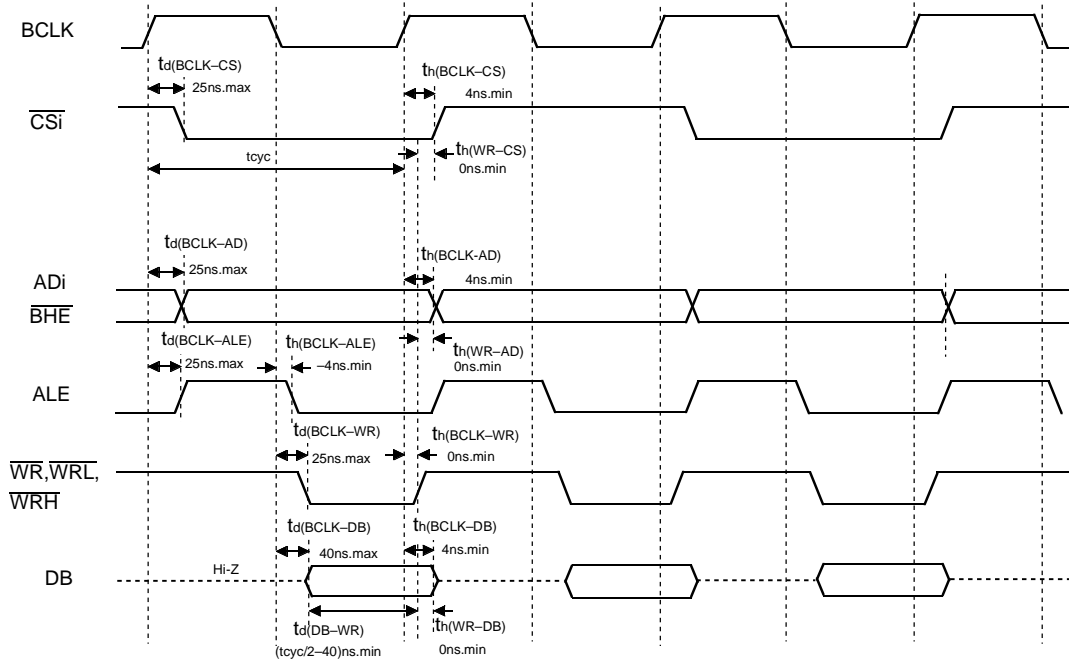 BCLK
td(BCLK–CS)
25ns.max
th(BCLK–CS)
4ns.min
CSi
tcyc
th(WR–CS)
0ns.min
td(BCLK–AD)
25ns.max
th(BCLK-AD)
4ns.min
ADi
BHE
td(BCLK–ALE)
25ns.max
th(BCLK–ALE)
–4ns.min
th(WR–AD)
0ns.min
ALE
td(BCLK–WR)
25ns.max
th(BCLK–WR)
0ns.min
WR,WRL,
WRH
td(BCLK–DB)
40ns.max
th(BCLK–DB)
4ns.min
DB
Hi-Z
td(DB–WR)
(tcyc/2–40)ns.min
th(WR–DB)
0ns.min